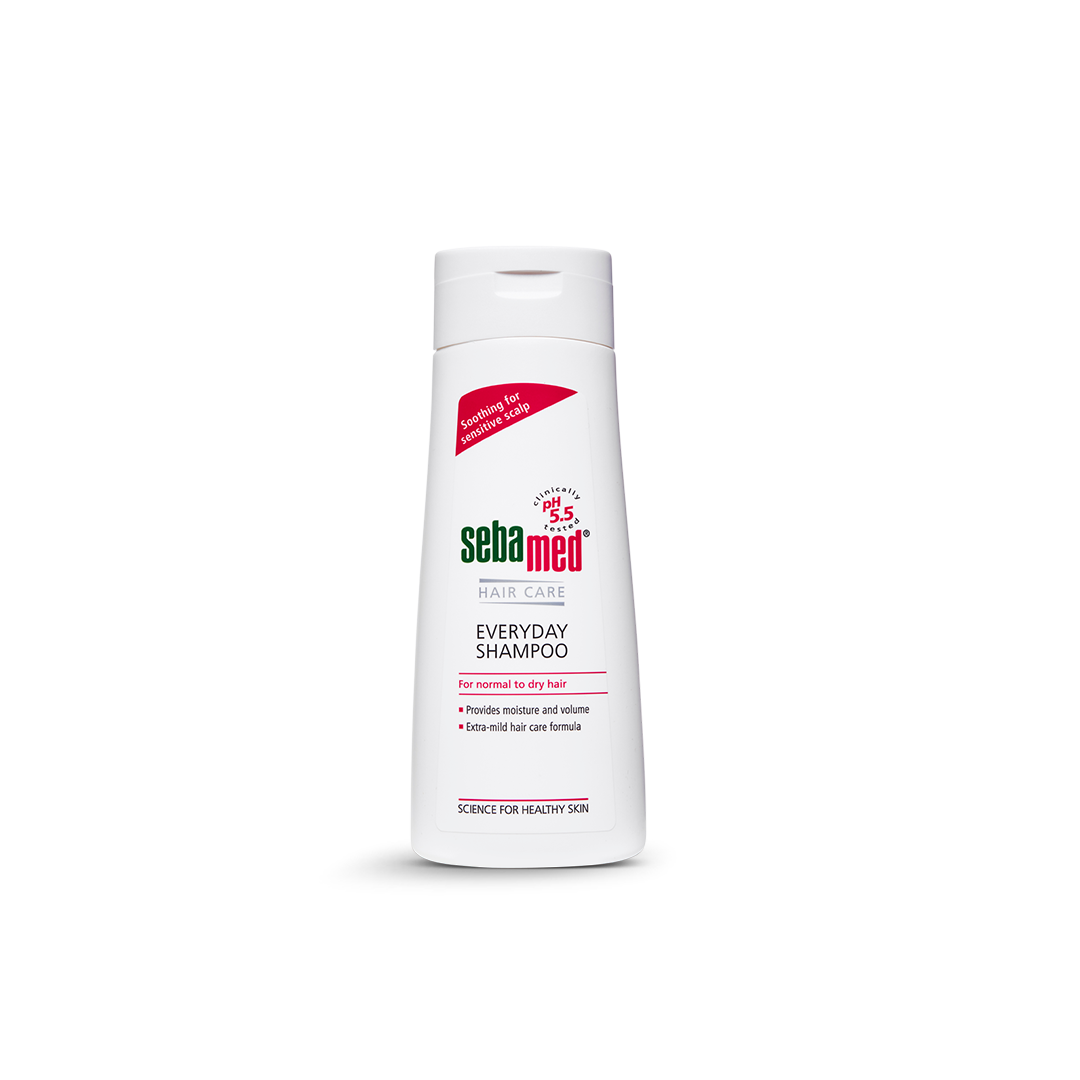 Soothing for
sensitive scalp
clinically
pH
5.5
tested
sebamed®
HAIR CARE
EVERYDAY
SHAMPOO
For normal to dry hair
▪ Provides moisture and volume
▪ Extra-mild hair care formula
SCIENCE FOR HEALTHY SKIN